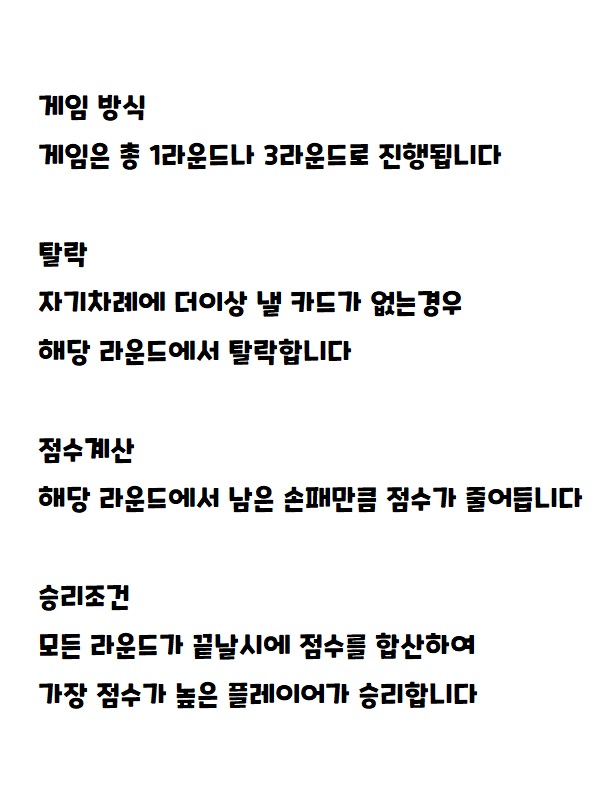 게임 방식
게임은 총 1라운드나 3라운드로 진행됩니다
탈락
자기차례에 더이상 낼 카드가 없는경우
해당 라운드에서 탈락합니다
점수계산
해당 라운드에서 남은 손패만큼 점수가 줄어듭니다
승리조건
모든 라운드가 끝날시에 점수를 합산하여
가장 점수가 높은 플레이어가 승리합니다